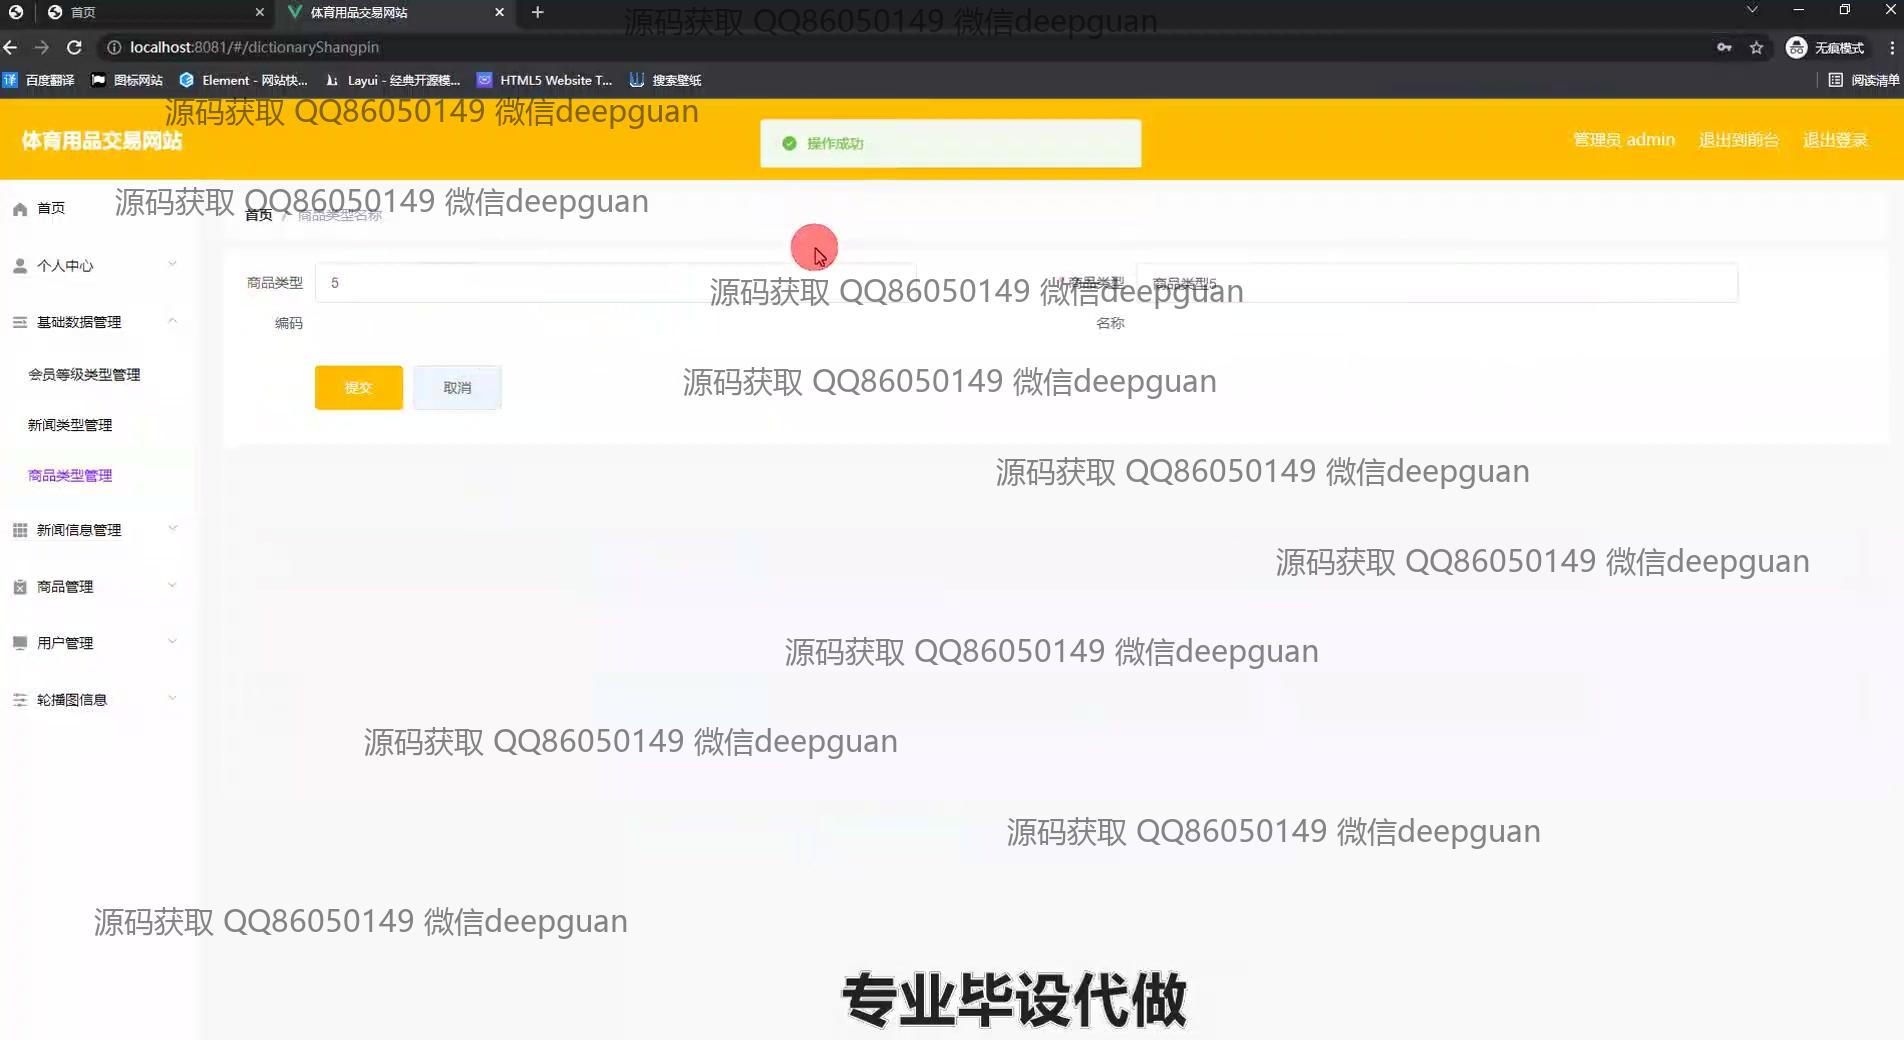 首页
体育用品交易网站
源码获取 QQ86050149 微信deepguan
localhost:8081/#/dictionaryShangpin
无痕模式
百度翻译
图标网站
Element - 网站快...
Layui - 经典开源模...
HTML5 Website T...
搜索壁纸
阅读清单
源码获取 QQ86050149 微信deepguan
体育用品交易网站
操作成功
管理员 admin
退出到前台
退出登录
源码获取 QQ86050149 微信deepguan
首页
首页 / 商品类型名称
个人中心
商品类型
5
* 商品类型
商品类型5
源码获取 QQ86050149 微信deepguan
基础数据管理
编码
名称
会员等级类型管理
提交
取消
源码获取 QQ86050149 微信deepguan
新闻类型管理
商品类型管理
源码获取 QQ86050149 微信deepguan
新闻信息管理
源码获取 QQ86050149 微信deepguan
商品管理
用户管理
源码获取 QQ86050149 微信deepguan
轮播图信息
源码获取 QQ86050149 微信deepguan
源码获取 QQ86050149 微信deepguan
源码获取 QQ86050149 微信deepguan
专业毕设代做